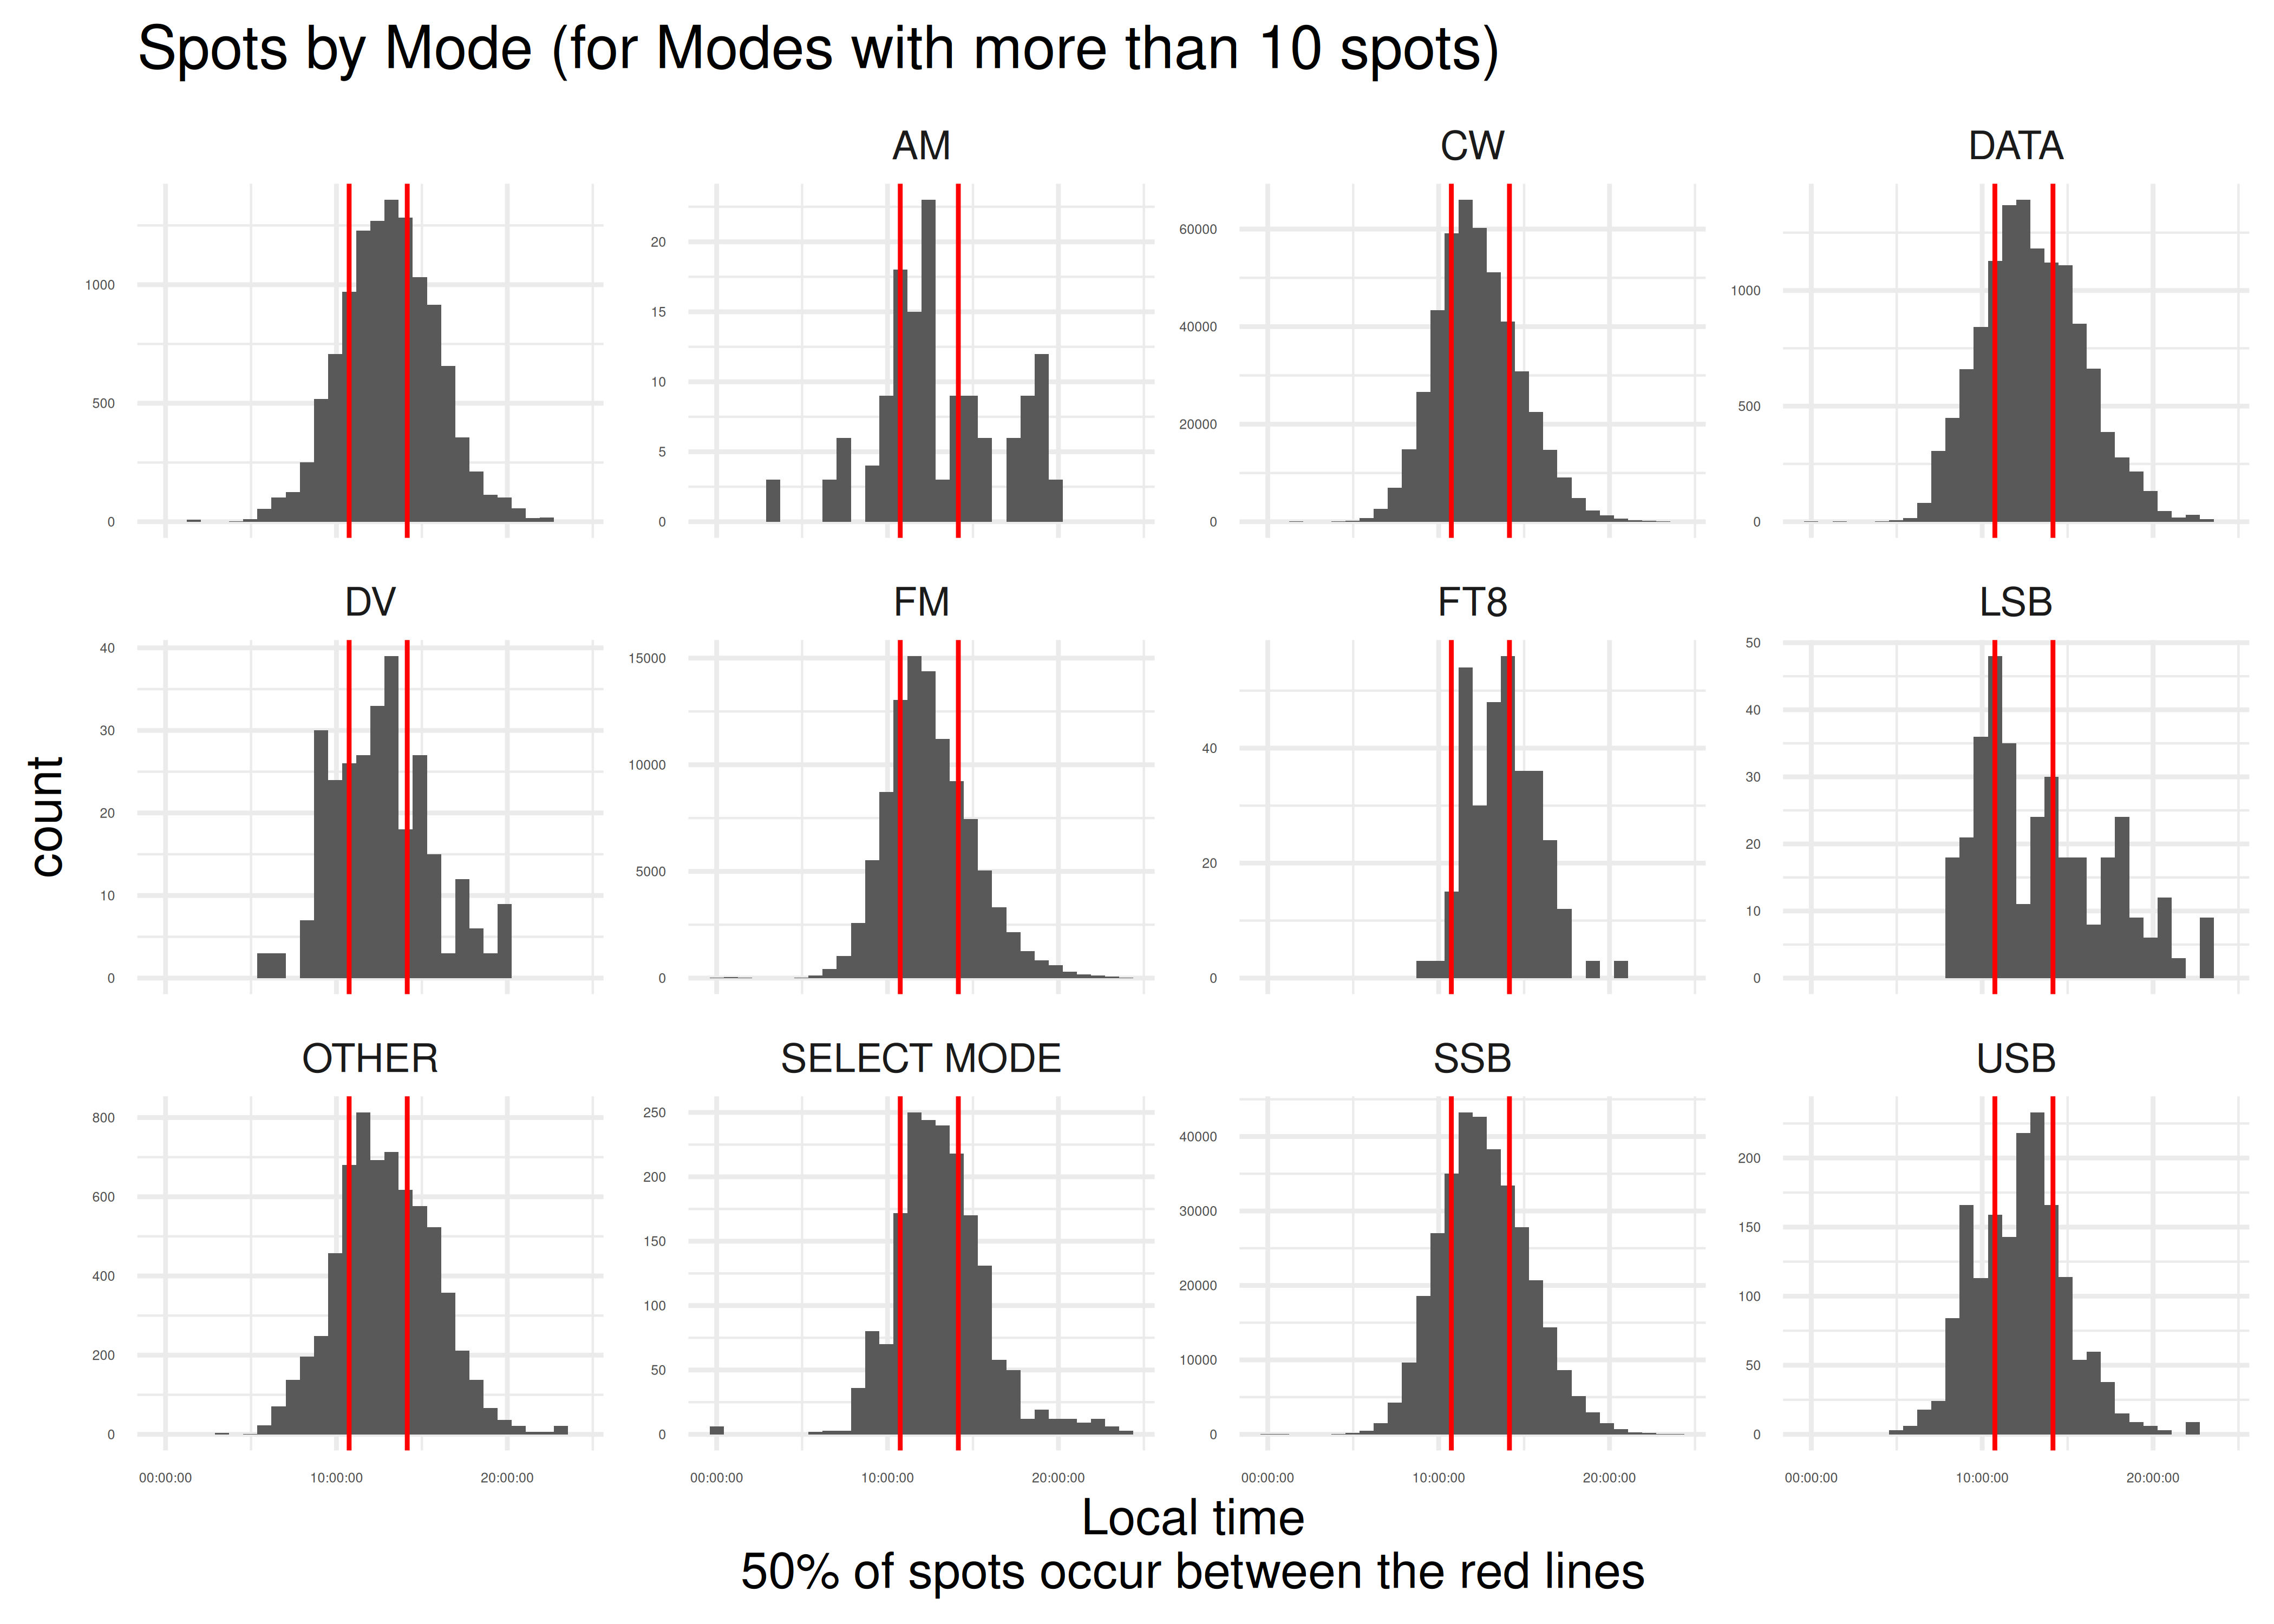 Spots by Mode (for Modes with more than 10 spots)
AM
CW
DATA
1000
500
0
20
15
10
5
0
60000
40000
20000
0
1000
500
0
DV
FM
FT8
LSB
40
30
20
10
0
15000
10000
5000
0
40
20
0
50
40
30
20
10
0
count
OTHER
SELECT MODE
SSB
USB
800
600
400
200
0
250
200
150
100
50
0
40000
30000
20000
10000
0
200
150
100
50
0
00:00:00 10:00:00 20:00:00
00:00:00 10:00:00 20:00:00
00:00:00 10:00:00 20:00:00
00:00:00 10:00:00 20:00:00
Local time
50% of spots occur between the red lines